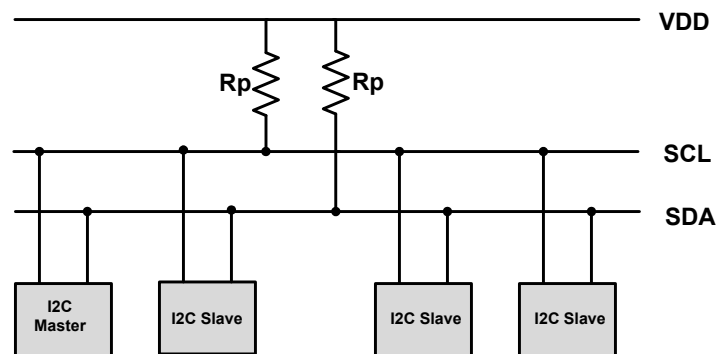 VDD
Rp Rp
SCL
SDA
I2C
Master
I2C Slave
I2C Slave
I2C Slave